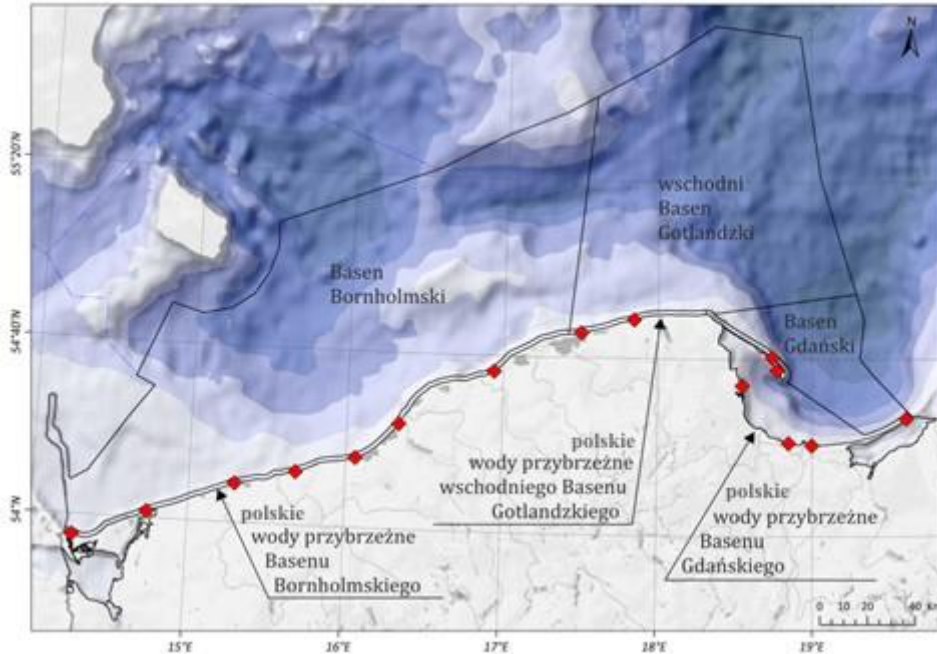 N
55°20'N
54°40'N
54°N
wschodni
Basen
Gotlandzki
Basen
Bornholmski
Basen
Gdański
polskie
wody przybrzeżne
wschodniego Basenu
Gotlandzkiego
polskie
wody przybrzeżne
Basenu
Gdańskiego
polskie
wody przybrzeżne
Basenu
Bornholmskiego
0 10 20 40 Km
15°E
16°E
17°E
18°E
19°E